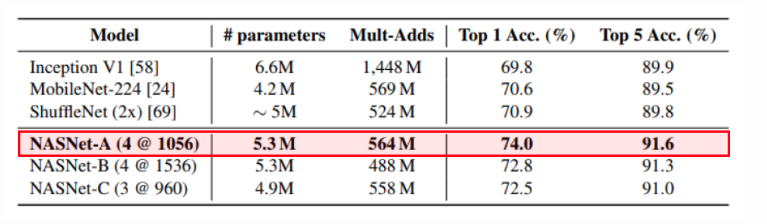 Model # parameters Mult-Adds Top 1 Acc. (%) Top 5 Acc. (%)
Inception V1 [58] 6.6M 1,448 M 69.8 89.9
MobileNet-224 [24] 4.2 M 569 M 70.6 89.5
ShuffleNet (2x) [69] ~ 5M 524 M 70.9 89.8
NASNet-A (4 @ 1056) 5.3 M 564 M 74.0 91.6
NASNet-B (4 @ 1536) 5.3M 488 M 72.8 91.3
NASNet-C (3 @ 960) 4.9M 558 M 72.5 91.0